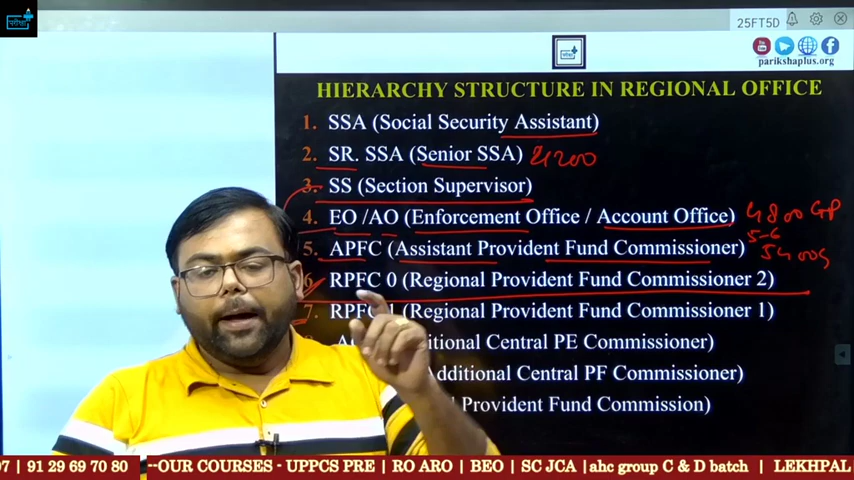 परीक्षा
25FT5D
parikshaplus.org
HIERARCHY STRUCTURE IN REGIONAL OFFICE
1. SSA (Social Security Assistant)
2. SR. SSA (Senior SSA) 4200
3. SS (Section Supervisor)
4. EO /AO (Enforcement Office / Account Office) 4800 GP
5. APFC (Assistant Provident Fund Commissioner) 5-6
6 RPFC 0 (Regional Provident Fund Commissioner 2)
7. RPFC 1 (Regional Provident Fund Commissioner 1)
itional Central PE Commissioner)
Additional Central PF Commissioner)
Provident Fund Commission)
97 | 91 29 69 70 80 --OUR COURSES - UPPCS PRE | RO ARO | BEO | SC JCA |ahc group C & D batch | LEKHPAL